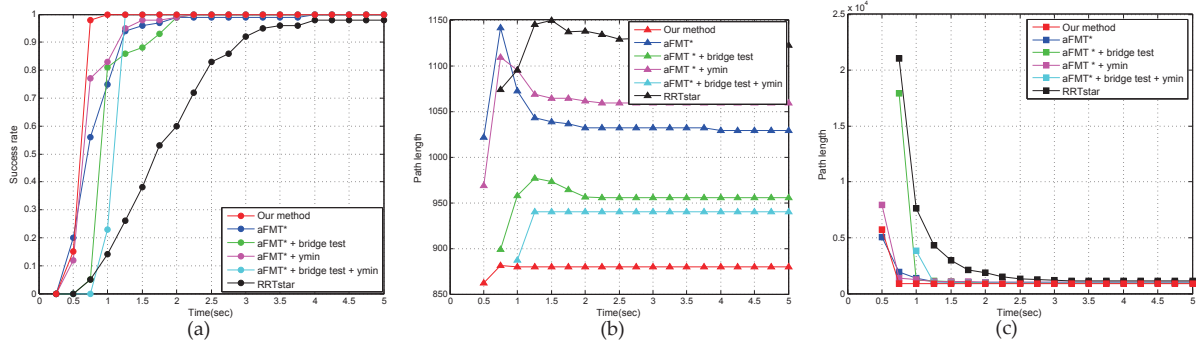 1
0.9
0.8
0.7
0.6
0.5
0.4
0.3
0.2
0.1
0
Success rate
0 0.5 1 1.5 2 2.5 3 3.5 4 4.5 5
Time(sec)
Our method
aFMT*
aFMT* + bridge test
aFMT* + ymin
aFMT* + bridge test + ymin
RRTstar
(a)
1150
1100
1050
1000
950
900
850
Path length
0 0.5 1 1.5 2 2.5 3 3.5 4 4.5 5
Time(sec)
Our method
aFMT*
aFMT * + bridge test
aFMT * + ymin
aFMT* + bridge test + ymin
RRTstar
(b)
2.5 x 10⁴
2
1.5
1
0.5
0
Path length
0 0.5 1 1.5 2 2.5 3 3.5 4 4.5 5
Time(sec)
Our method
aFMT*
aFMT * + bridge test
aFMT * + ymin
aFMT* + bridge test + ymin
RRTstar
(c)